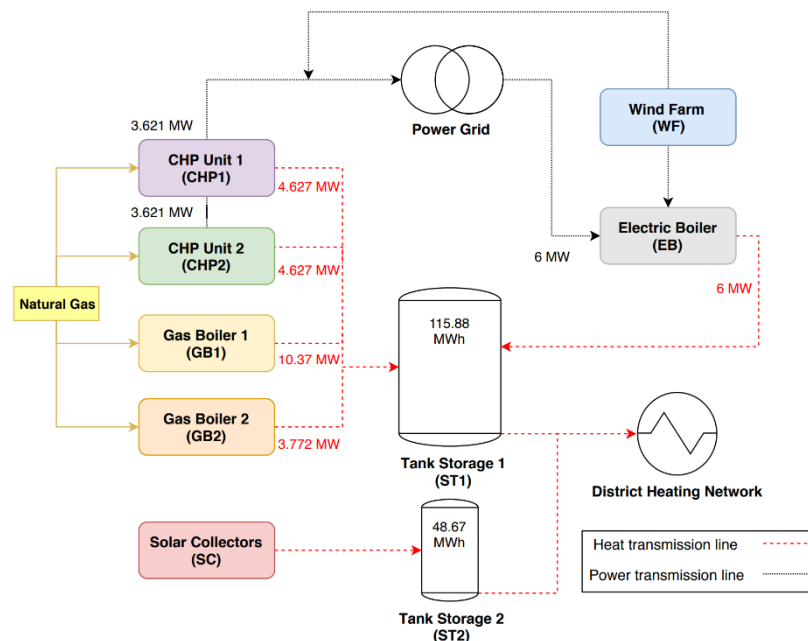 3.621 MW
CHP Unit 1
(CHP1)
4.627 MW
3.621 MW
CHP Unit 2
(CHP2)
4.627 MW
Natural Gas
Gas Boiler 1
(GB1)
10.37 MW
Gas Boiler 2
(GB2)
3.772 MW
Solar Collectors
(SC)
Power Grid
Wind Farm
(WF)
Electric Boiler
(EB)
6 MW
6 MW
115.88
MWh
Tank Storage 1
(ST1)
48.67
MWh
Tank Storage 2
(ST2)
District Heating Network
Heat transmission line
Power transmission line